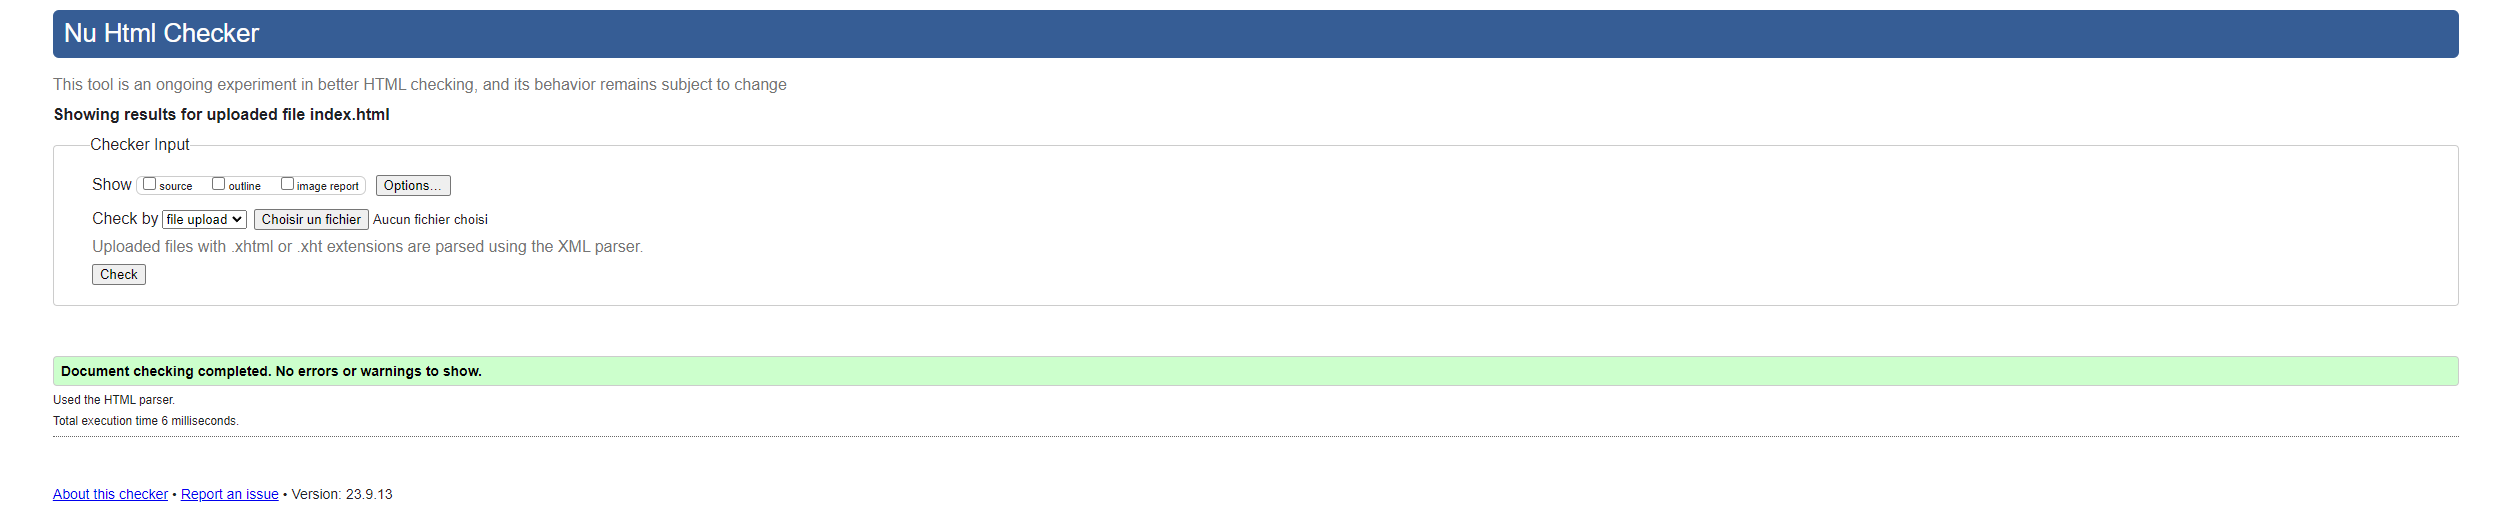 Nu Html Checker
This tool is an ongoing experiment in better HTML checking, and its behavior remains subject to change
Showing results for uploaded file index.html
Checker Input
Show source outline image report Options...
Check by file upload Choisir un fichier Aucun fichier choisi
Uploaded files with .xhtml or .xht extensions are parsed using the XML parser.
Check
Document checking completed. No errors or warnings to show.
Used the HTML parser.
Total execution time 6 milliseconds.
About this checker • Report an issue • Version: 23.9.13